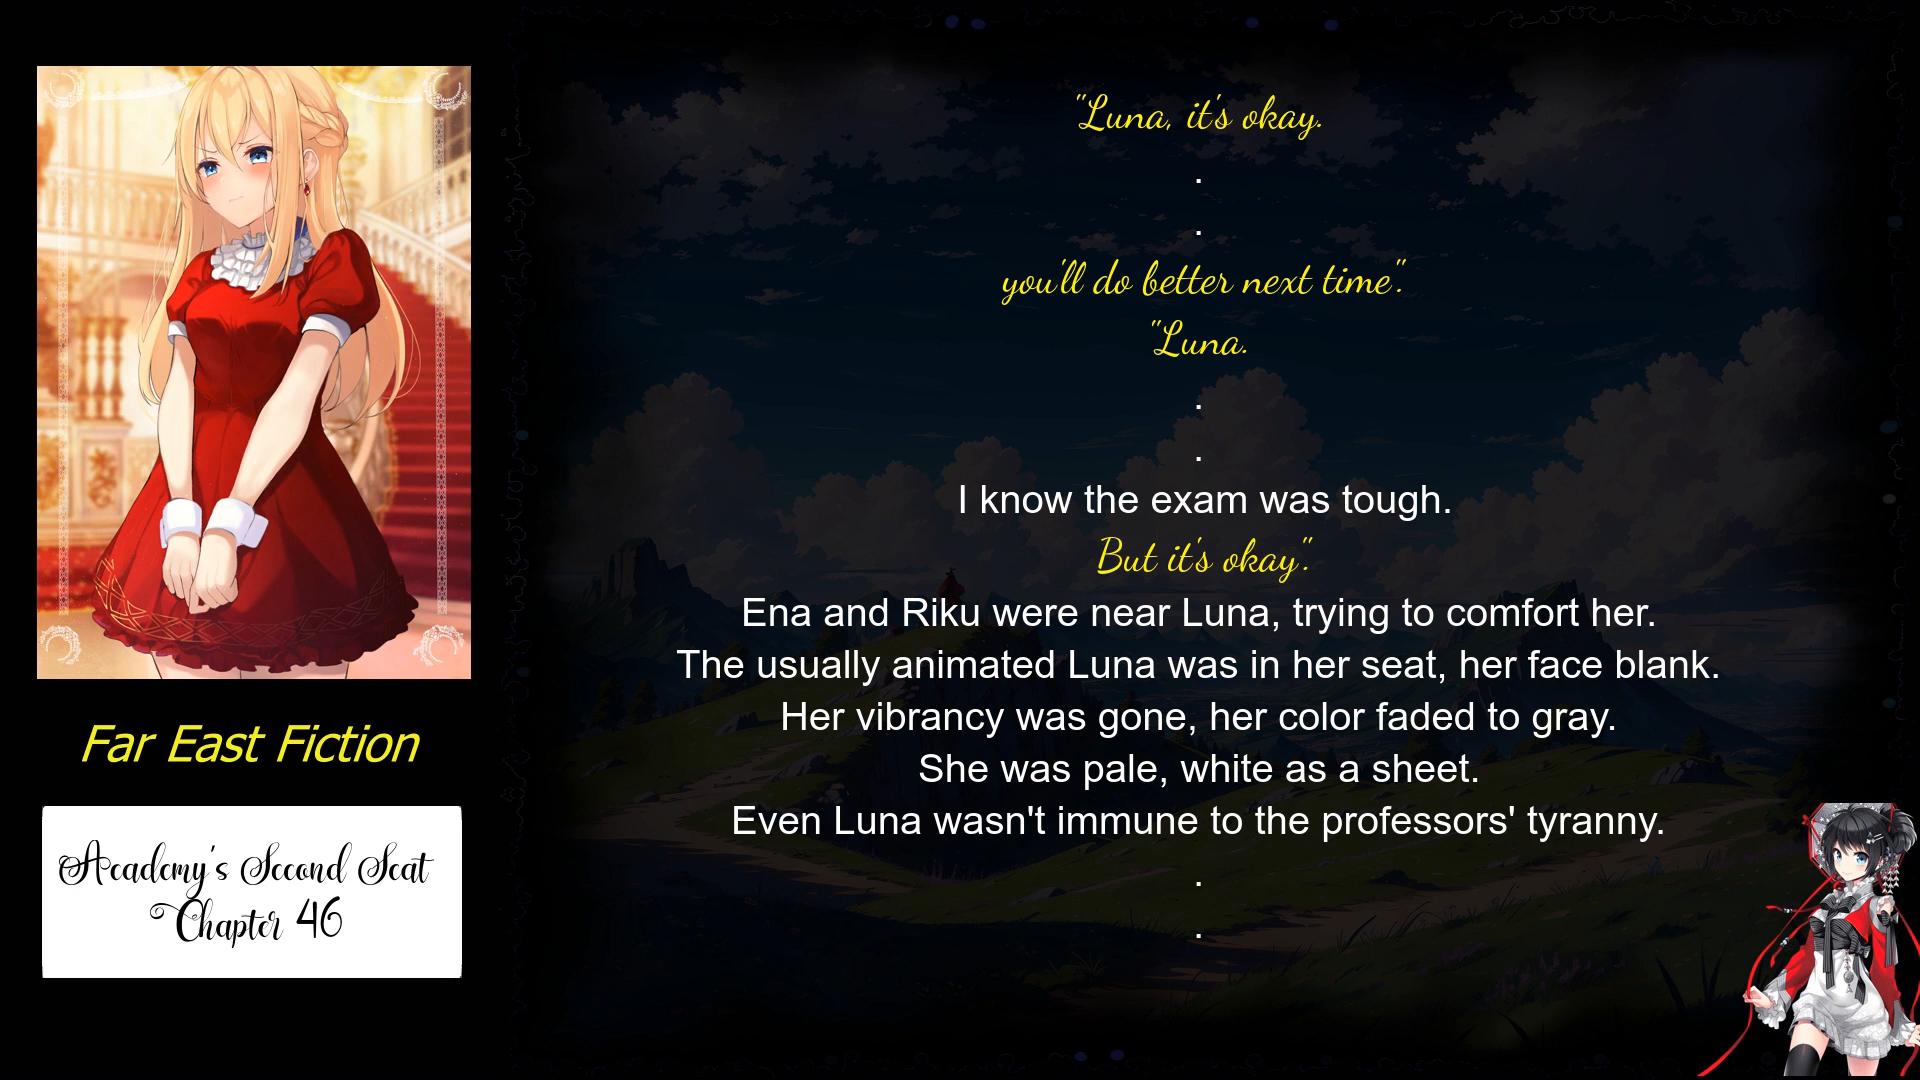 "Luna, it's okay.
.
.
you'll do better next time".
"Luna.
.
.
I know the exam was tough.
But it's okay".
Ena and Riku were near Luna, trying to comfort her.
The usually animated Luna was in her seat, her face blank.
Her vibrancy was gone, her color faded to gray.
She was pale, white as a sheet.
Even Luna wasn't immune to the professors' tyranny.
.
.
Far East Fiction
Academy's Second Seat
Chapter 46